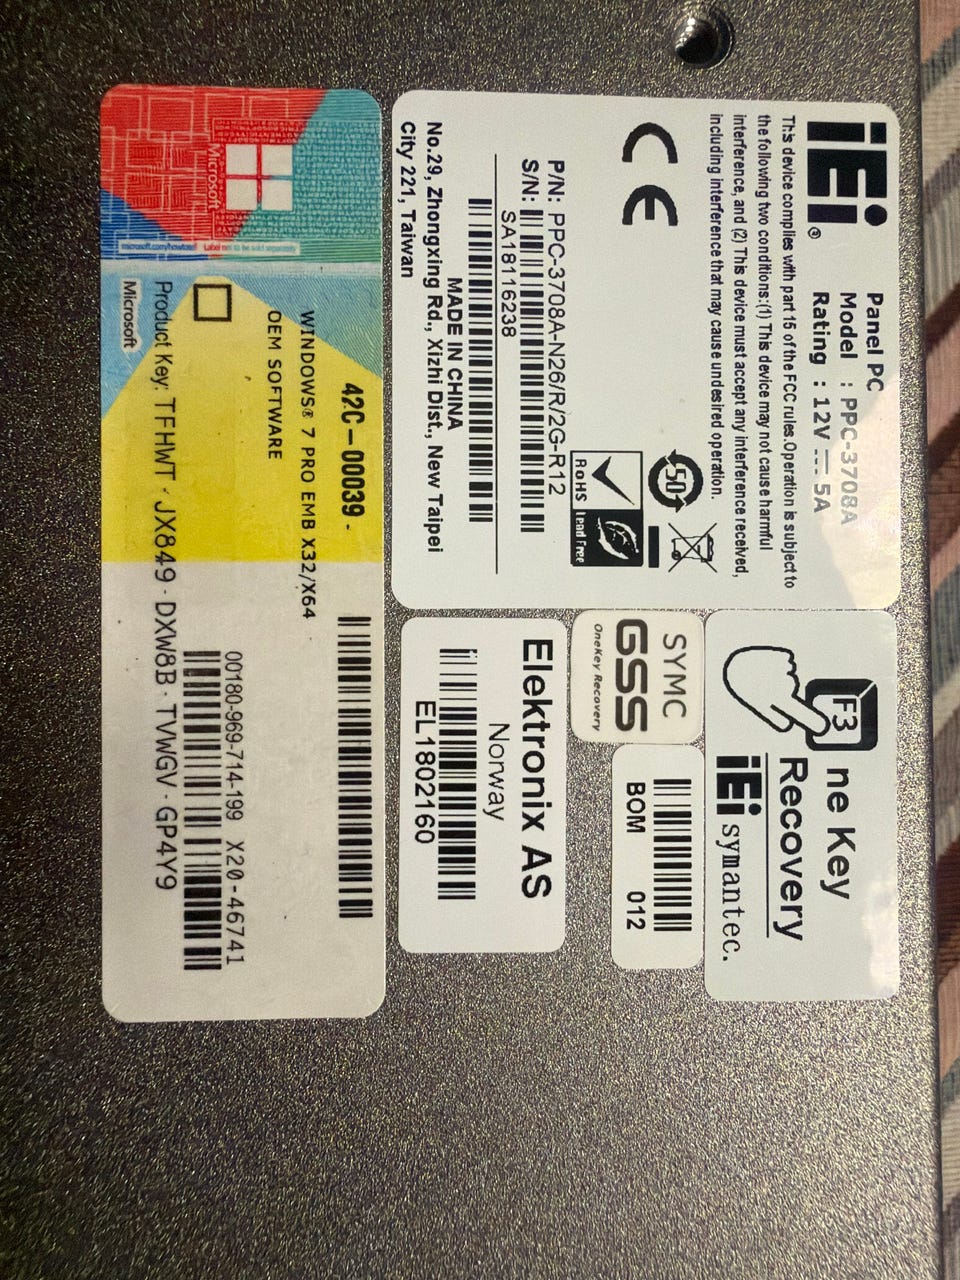 iEi®
Panel PC
Model : PPC-3708A
Rating : 12V 5A
This device complies with part 15 of the FCC rules.Operation is subject to
the following two conditions:(1) This device may not cause harmful
interference, and (2) This device must accept any interference received,
including interference that may cause undesired operation.
CE
50
RoHS
Lead Free
P/N: PPC-3708A-N26/R/2G-R12
S/N:
SA18116238
MADE IN CHINA
No.29, Zhongxing Rd., Xizhi Dist., New Taipei
City 221, Taiwan
F3
ne Key
Recovery
iEi symantec.
SYMC
GSS
OneKey Recovery
BOM 012
Elektronix AS
Norway
EL1802160
Microsoft
microsoft.com/howtotell
Label not to be sold separately
42C-00039-
WINDOWS® 7 PRO EMB X32/X64
OEM SOFTWARE
00180-969-714-199 X20-46741
Product Key: TFHWT-JX849-DXW8B-TVWGV-GP4Y9
Microsoft